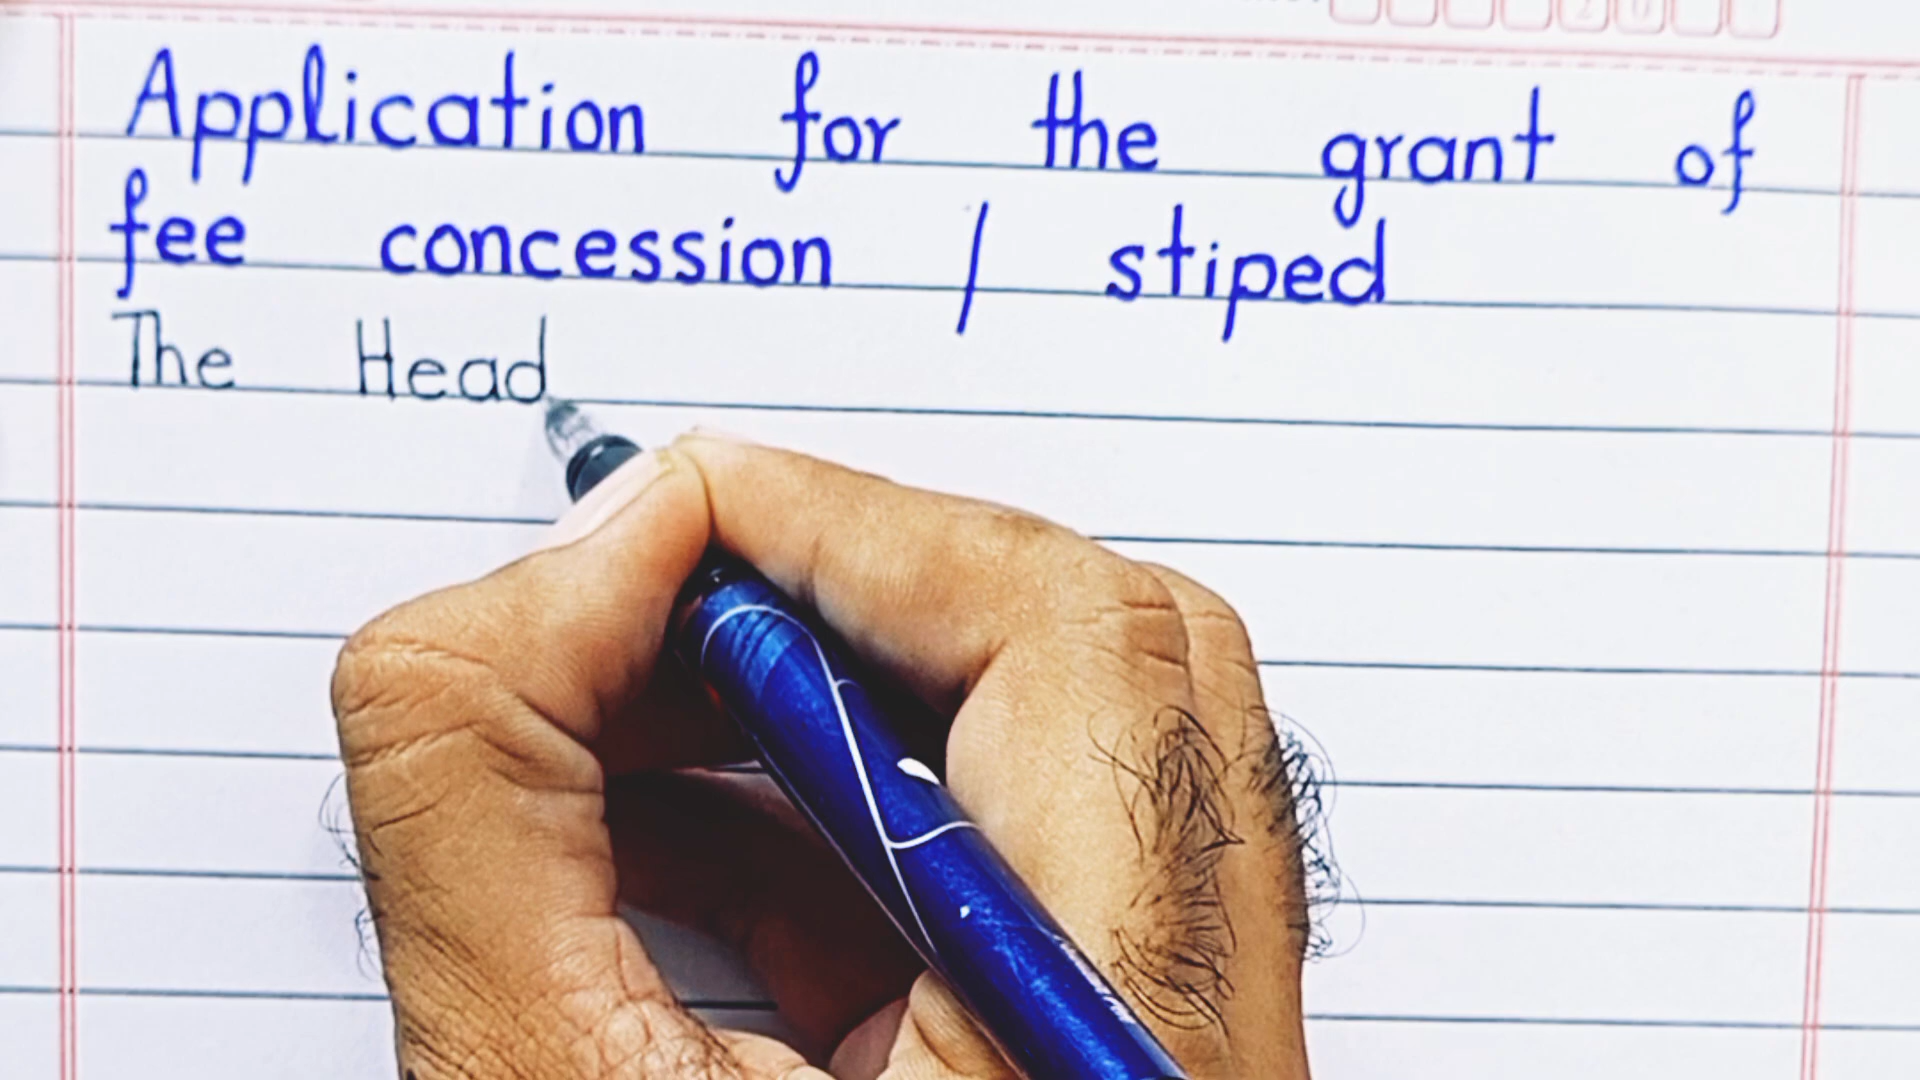 Application for the grant of
fee concession / stiped
The Head